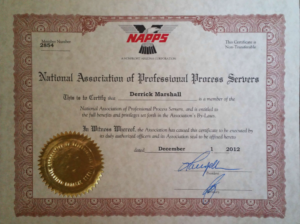 NAPPS
Member Number
2054
This Certificate is
Non-Transferable
National Association of Professional Process Servers
This is to Certify that Derrick Marshall is a member of the
National Association of Professional Process Servers, and is entitled to
the full benefits and privileges set forth in the Association's By-Laws.
In Witness Whereof, the Association has caused this certificate to be executed by
its duly authorized officers and its Association seal to be affixed hereto.
December 1 2012